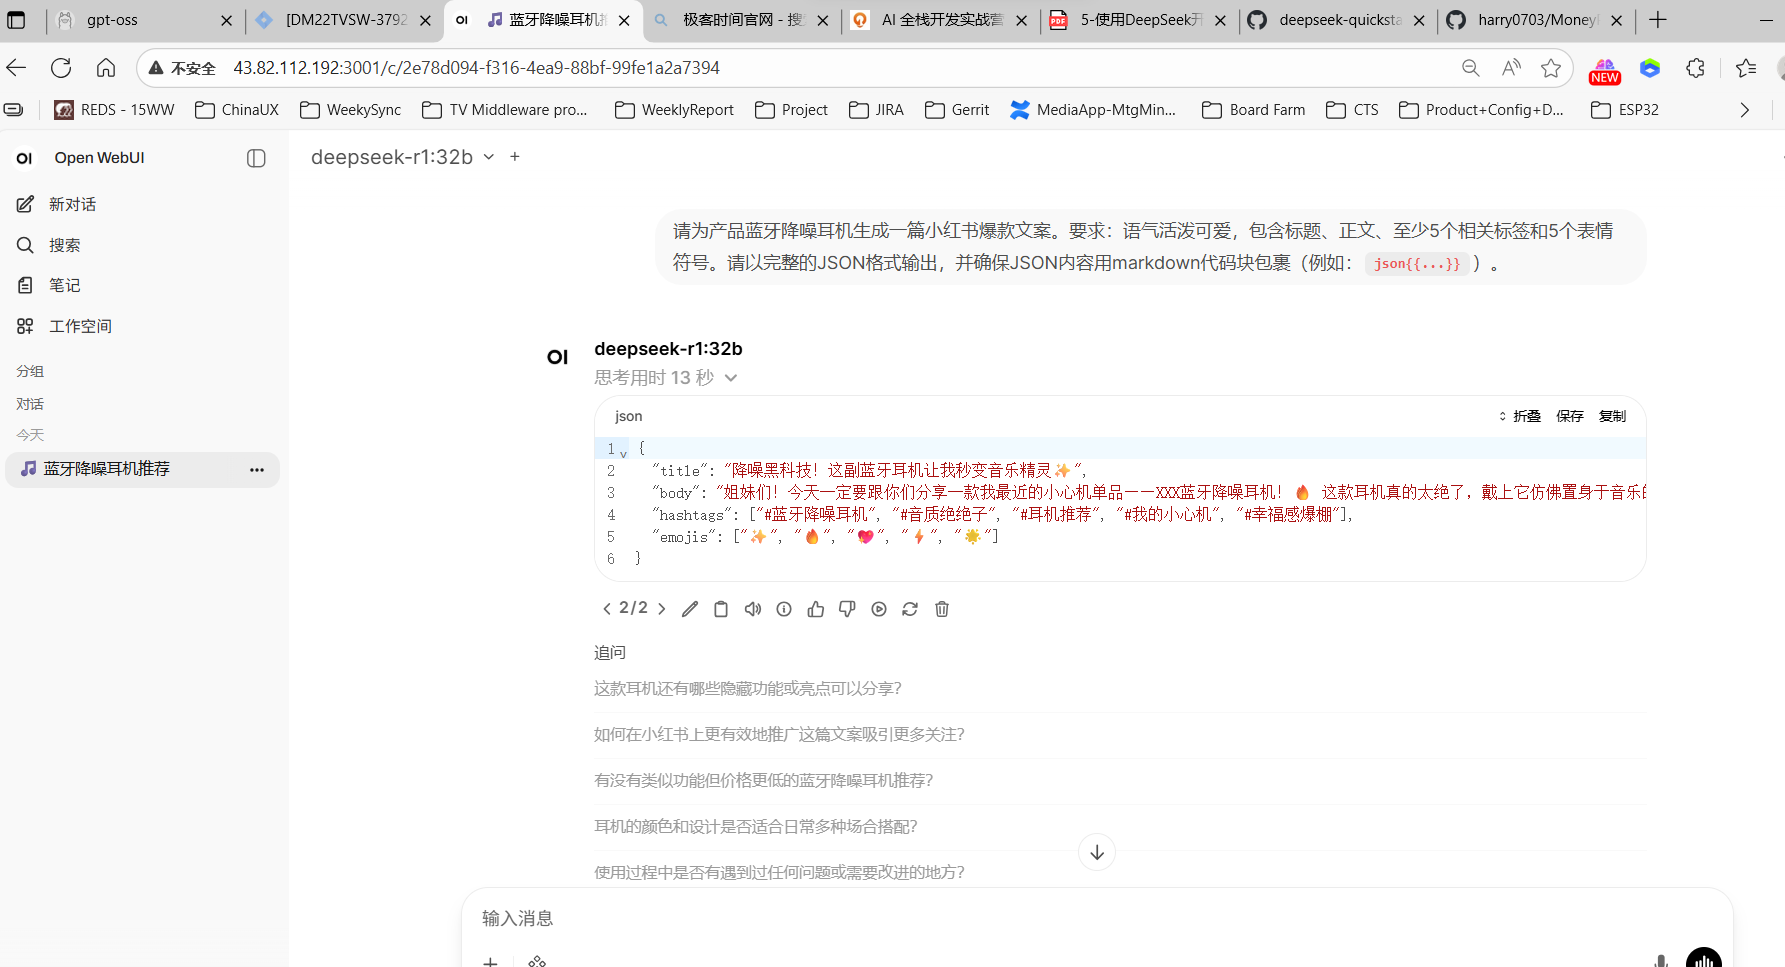 gpt-oss
[DM22TVSW-3792
蓝牙降噪耳机推
极客时间官网 - 搜
AI 全栈开发实战营
5-使用DeepSeek开
deepseek-quicksta
harry0703/Money
不安全 43.82.112.192:3001/c/2e78d094-f316-4ea9-88bf-99fe1a2a7394
NEW
REDS - 15WW ChinaUX WeekySync TV Middleware pro... WeeklyReport Project JIRA Gerrit MediaApp-MtgMin... Board Farm CTS Product+Config+D... ESP32
OI Open WebUI
新对话
搜索
笔记
工作空间
分组
对话
今天
蓝牙降噪耳机推荐
deepseek-r1:32b
请为产品蓝牙降噪耳机生成一篇小红书爆款文案。要求：语气活泼可爱，包含标题、正文、至少5个相关标签和5个表情
符号。请以完整的JSON格式输出，并确保JSON内容用markdown代码块包裹（例如： json{{...}} ）。
OI deepseek-r1:32b
思考用时 13 秒
json 折叠 保存 复制
1 {
2 "title": "降噪黑科技！这副蓝牙耳机让我秒变音乐精灵✨",
3 "body": "姐妹们！今天一定要跟你们分享一款我最近的小心机单品——XXX蓝牙降噪耳机！🔥 这款耳机真的太绝了，戴上它仿佛置身于音乐的
4 "hashtags": ["#蓝牙降噪耳机", "#音质绝绝子", "#耳机推荐", "#我的小心机", "#幸福感爆棚"],
5 "emojis": ["✨", "🔥", "💖", "⚡", "🌟"]
6 }
2/2
追问
这款耳机还有哪些隐藏功能或亮点可以分享？
如何在小红书上更有效地推广这篇文案吸引更多关注？
有没有类似功能但价格更低的蓝牙降噪耳机推荐？
耳机的颜色和设计是否适合日常多种场合搭配？
使用过程中是否有遇到过任何问题或需要改进的地方？
输入消息